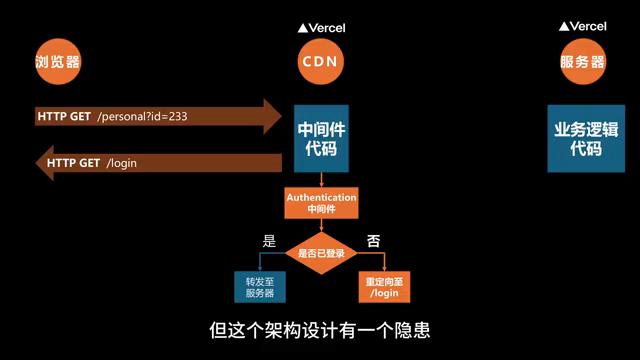 Vercel
Vercel
浏览器
CDN
服务器
HTTP GET /personal?id=233
HTTP GET /login
中间件
代码
业务逻辑
代码
Authentication
中间件
是
否
是否已登录
转发至
服务器
重定向至
/login
但这个架构设计有一个隐患